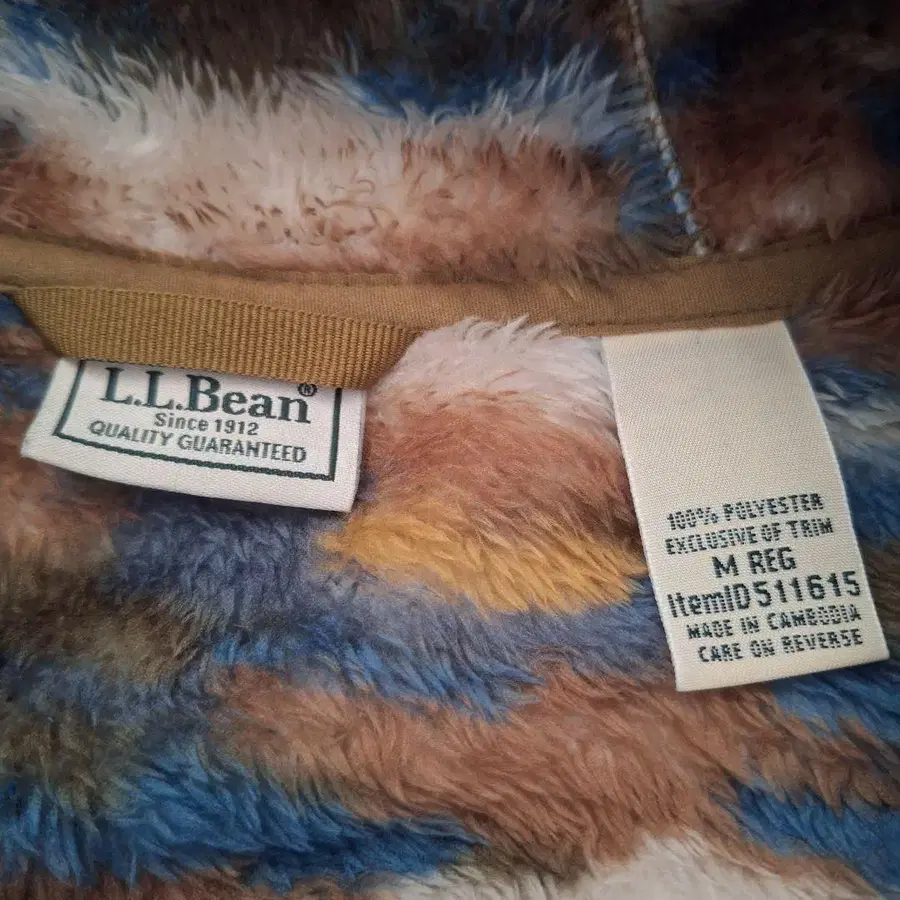 L.L.Bean®
Since 1912
QUALITY GUARANTEED
100% POLYESTER
EXCLUSIVE OF TRIM
M REG
ItemID511615
MADE IN CAMBODIA
CARE ON REVERSE